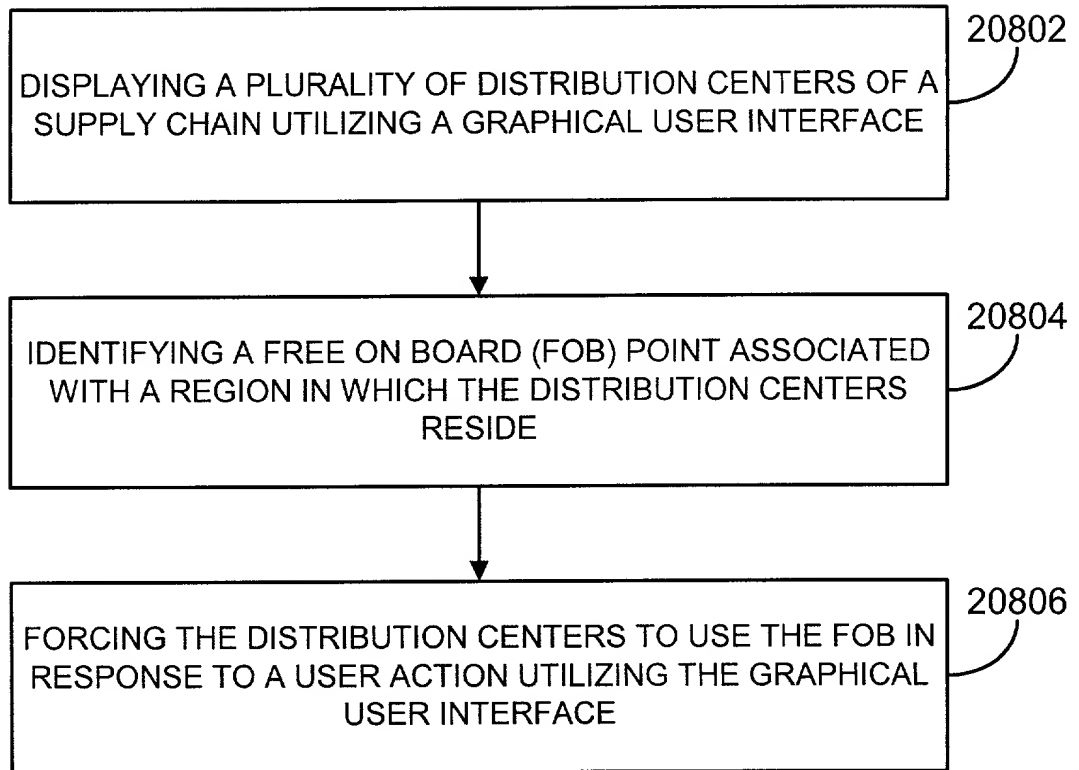 20802
DISPLAYING A PLURALITY OF DISTRIBUTION CENTERS OF A
SUPPLY CHAIN UTILIZING A GRAPHICAL USER INTERFACE
20804
IDENTIFYING A FREE ON BOARD (FOB) POINT ASSOCIATED
WITH A REGION IN WHICH THE DISTRIBUTION CENTERS
RESIDE
20806
FORCING THE DISTRIBUTION CENTERS TO USE THE FOB IN
RESPONSE TO A USER ACTION UTILIZING THE GRAPHICAL
USER INTERFACE